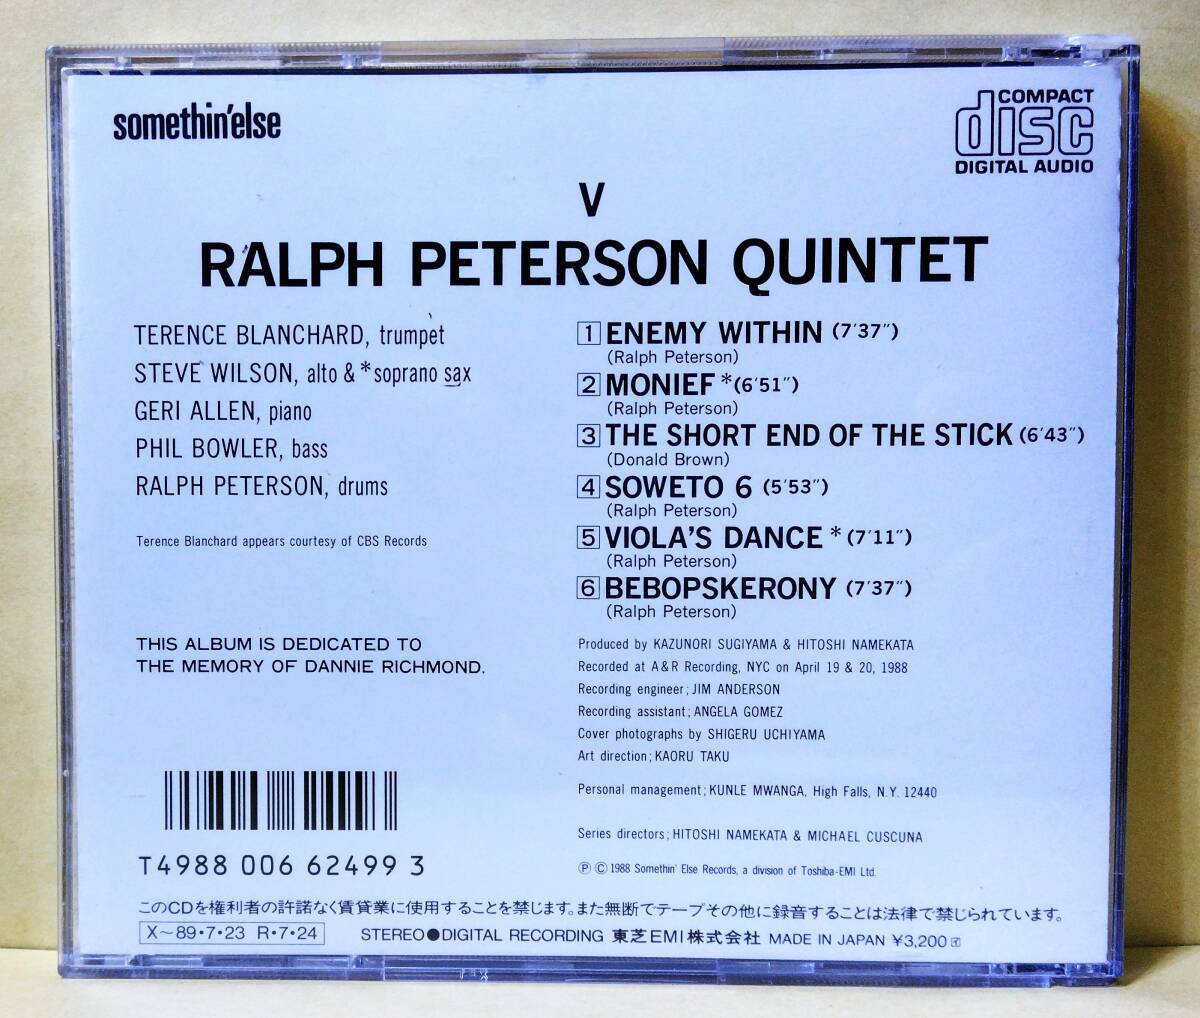 somethin'else
COMPACT
disc
DIGITAL AUDIO
V
RALPH PETERSON QUINTET
TERENCE BLANCHARD, trumpet
STEVE WILSON, alto & *soprano sax
GERI ALLEN, piano
PHIL BOWLER, bass
RALPH PETERSON, drums
Terence Blanchard appears courtesy of CBS Records
THIS ALBUM IS DEDICATED TO
THE MEMORY OF DANNIE RICHMOND.
1 ENEMY WITHIN (7'37")
(Ralph Peterson)
2 MONIEF *(6'51")
(Ralph Peterson)
3 THE SHORT END OF THE STICK (6'43")
(Donald Brown)
4 SOWETO 6 (5'53")
(Ralph Peterson)
5 VIOLA'S DANCE *(7'11")
(Ralph Peterson)
6 BEBOPSKERONY (7'37")
(Ralph Peterson)
Produced by KAZUNORI SUGIYAMA & HITOSHI NAMEKATA
Recorded at A&R Recording, NYC on April 19 & 20, 1988
Recording engineer; JIM ANDERSON
Recording assistant; ANGELA GOMEZ
Cover photographs by SHIGERU UCHIYAMA
Art direction; KAORU TAKU
Personal management; KUNLE MWANGA, High Falls, N.Y. 12440
Series directors; HITOSHI NAMEKATA & MICHAEL CUSCUNA
Ⓟ Ⓒ 1988 Somethin' Else Records, a division of Toshiba-EMI Ltd.
T4988 006 62499 3
このCDを権利者の許諾なく賃貸業に使用することを禁じます。また無断でテープその他に録音することは法律で禁じられています。
X〜89・7・23 R・7・24 STEREO●DIGITAL RECORDING 東芝EMI株式会社 MADE IN JAPAN ¥3,200